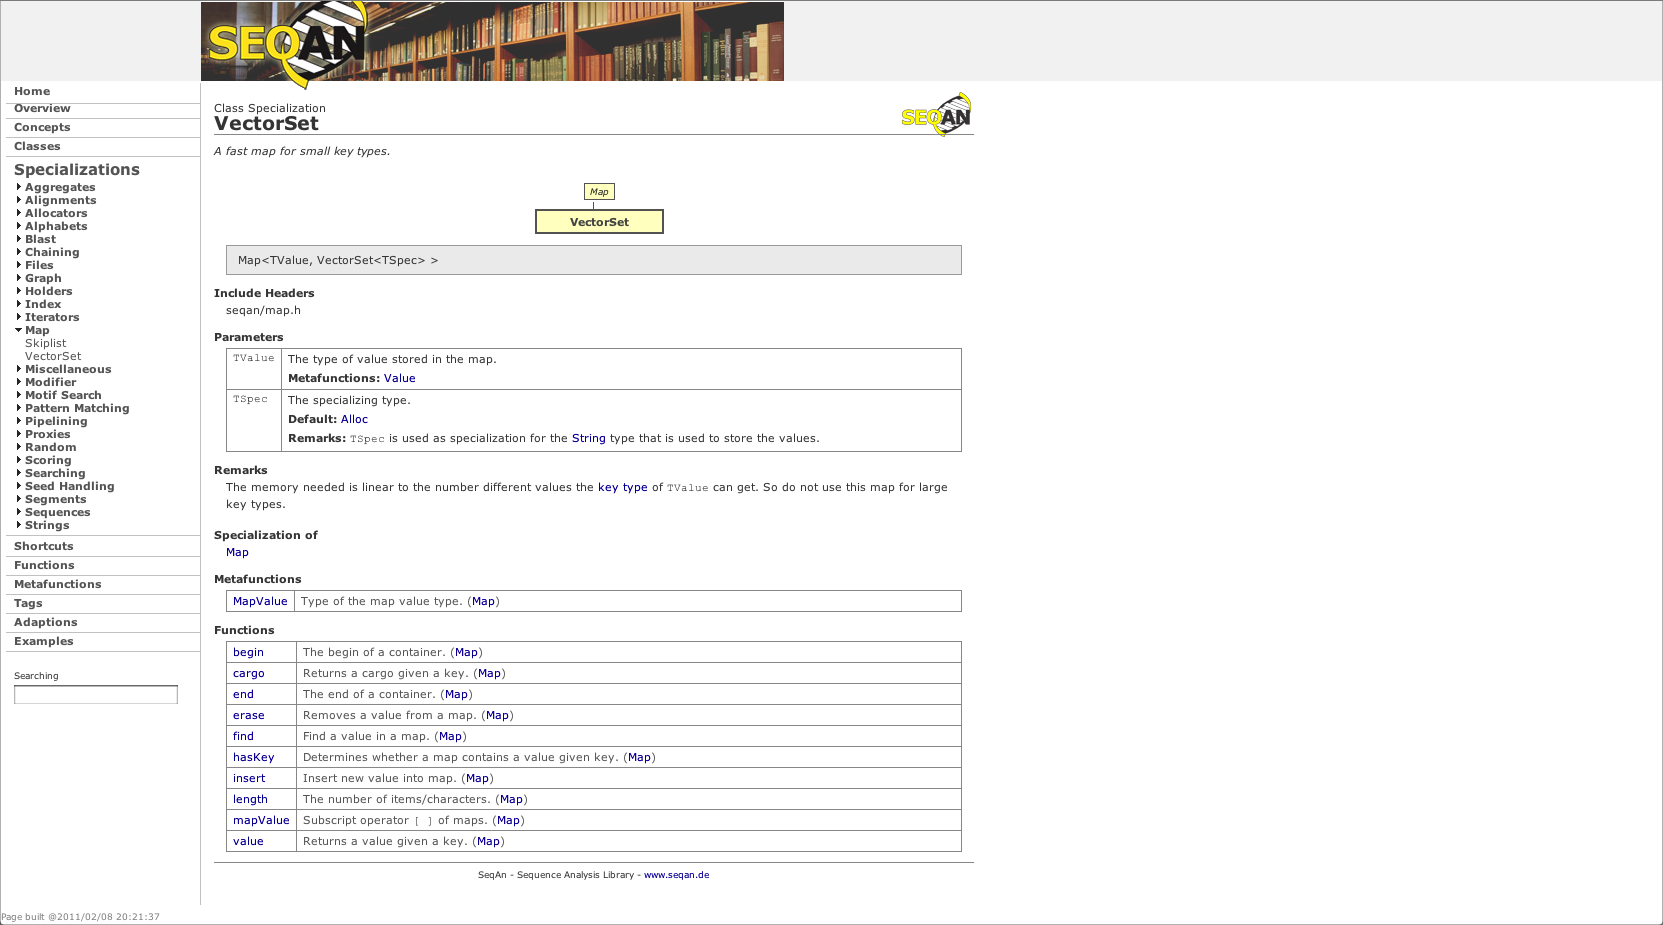 SEQAN
Home
Overview
Concepts
Classes
Specializations
Aggregates
Alignments
Allocators
Alphabets
Blast
Chaining
Files
Graph
Holders
Index
Iterators
Map
Skiplist
VectorSet
Miscellaneous
Modifier
Motif Search
Pattern Matching
Pipelining
Proxies
Random
Scoring
Searching
Seed Handling
Segments
Sequences
Strings
Shortcuts
Functions
Metafunctions
Tags
Adaptions
Examples
Searching
Class Specialization
VectorSet
SEQAN
A fast map for small key types.
Map
VectorSet
Map<TValue, VectorSet<TSpec> >
Include Headers
seqan/map.h
Parameters
TValue The type of value stored in the map.
Metafunctions: Value
TSpec The specializing type.
Default: Alloc
Remarks: TSpec is used as specialization for the String type that is used to store the values.
Remarks
The memory needed is linear to the number different values the key type of TValue can get. So do not use this map for large
key types.
Specialization of
Map
Metafunctions
MapValue Type of the map value type. (Map)
Functions
begin The begin of a container. (Map)
cargo Returns a cargo given a key. (Map)
end The end of a container. (Map)
erase Removes a value from a map. (Map)
find Find a value in a map. (Map)
hasKey Determines whether a map contains a value given key. (Map)
insert Insert new value into map. (Map)
length The number of items/characters. (Map)
mapValue Subscript operator [ ] of maps. (Map)
value Returns a value given a key. (Map)
SeqAn - Sequence Analysis Library - www.seqan.de
Page built @2011/02/08 20:21:37